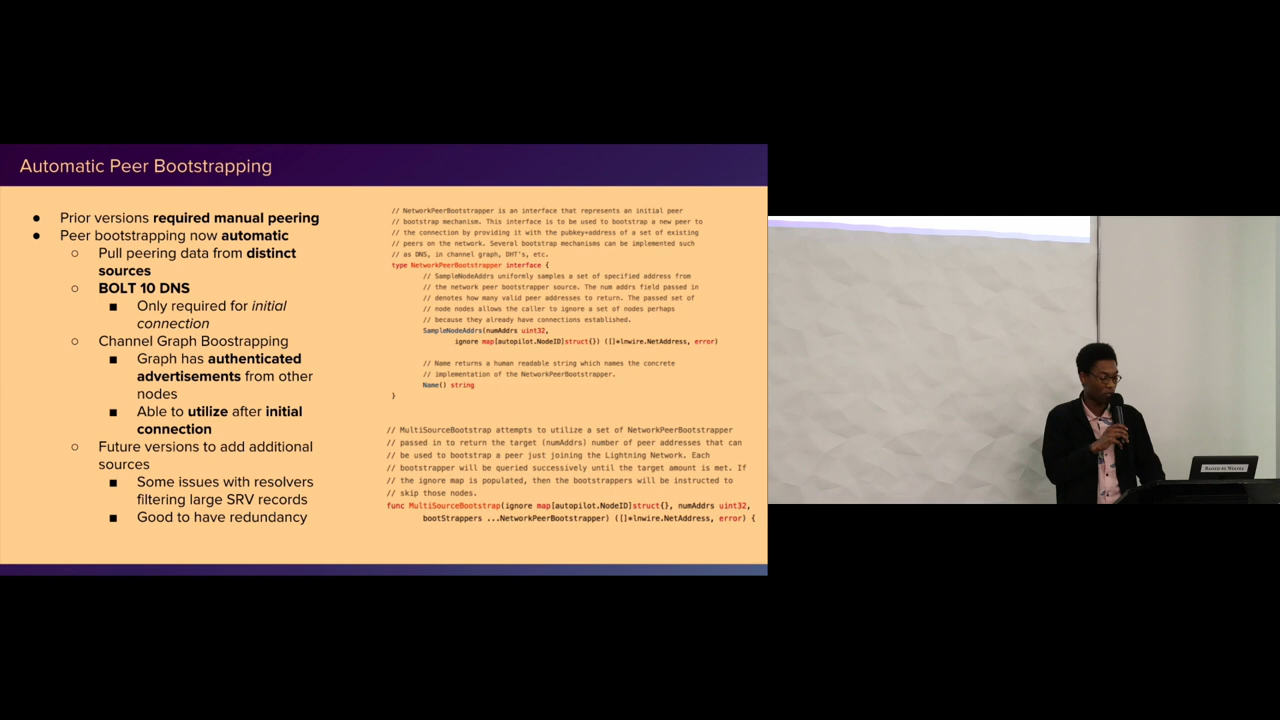 Automatic Peer Bootstrapping
● Prior versions required manual peering
● Peer bootstrapping now automatic
○ Pull peering data from distinct
sources
○ BOLT 10 DNS
■ Only required for initial
connection
○ Channel Graph Boostrapping
■ Graph has authenticated
advertisements from other
nodes
■ Able to utilize after initial
connection
○ Future versions to add additional
sources
■ Some issues with resolvers
filtering large SRV records
■ Good to have redundancy
// NetworkPeerBootstrapper is an interface that represents an initial peer
// bootstrap mechanism. This interface is to be used to bootstrap a new peer to
// the connection by providing it with the pubkey+address of a set of existing
// peers on the network. Several bootstrap mechanisms can be implemented such
// as DNS, in channel graph, DHT's, etc.
type NetworkPeerBootstrapper interface {
// SampleNodeAddrs uniformly samples a set of specified address from
// the network peer bootstrapper source. The num addrs field passed in
// denotes how many valid peer addresses to return. The passed set of
// node nodes allows the caller to ignore a set of nodes perhaps
// because they already have connections established.
SampleNodeAddrs(numAddrs uint32,
ignore map[autopilot.NodeID]struct{}) ([]*lnwire.NetAddress, error)
// Name returns a human readable string which names the concrete
// implementation of the NetworkPeerBootstrapper.
Name() string
}
// MultiSourceBootstrap attempts to utilize a set of NetworkPeerBootstrapper
// passed in to return the target (numAddrs) number of peer addresses that can
// be used to bootstrap a peer just joining the Lightning Network. Each
// bootstrapper will be queried successively until the target amount is met. If
// the ignore map is populated, then the bootstrappers will be instructed to
// skip those nodes.
func MultiSourceBootstrap(ignore map[autopilot.NodeID]struct{}, numAddrs uint32,
bootStrappers ...NetworkPeerBootstrapper) ([]*lnwire.NetAddress, error) {